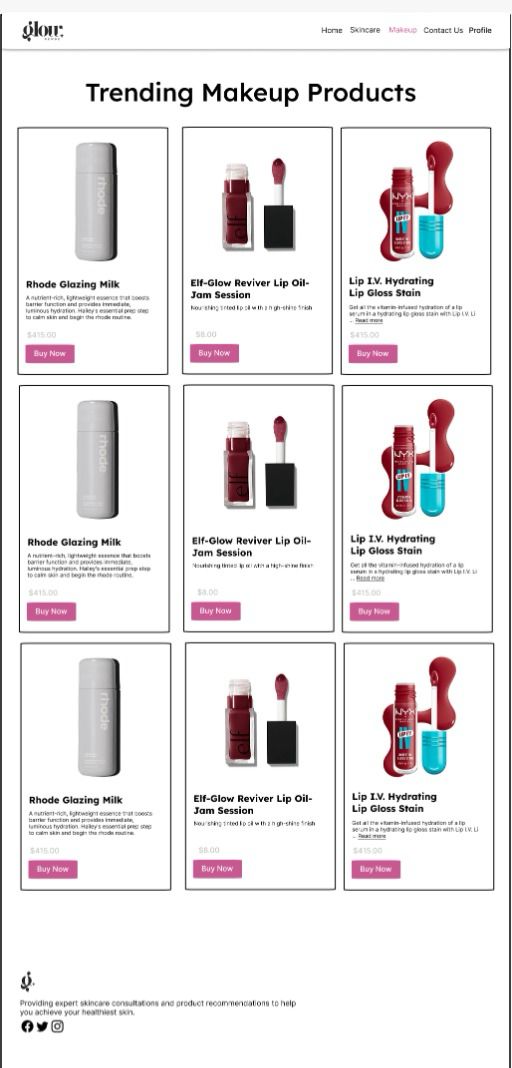 glow.
Home Skincare Makeup Contact Us Profile
Trending Makeup Products
rhode
elf
NYX
LIP I.V.
Rhode Glazing Milk
A nutrient-rich, lightweight essence that boosts
barrier function and provides immediate,
luminous hydration. Hailey's essential prep step
to calm skin and begin the rhode routine.
$415.00
Buy Now
Elf-Glow Reviver Lip Oil-
Jam Session
Nourishing tinted lip oil with a high-shine finish
$8.00
Buy Now
Lip I.V. Hydrating
Lip Gloss Stain
Get all the vitamin-infused hydration of a lip
serum in a hydrating lip gloss stain with Lip I.V. Li
... Read more
$415.00
Buy Now
rhode
elf
NYX
LIP I.V.
Rhode Glazing Milk
A nutrient-rich, lightweight essence that boosts
barrier function and provides immediate,
luminous hydration. Hailey's essential prep step
to calm skin and begin the rhode routine.
$415.00
Buy Now
Elf-Glow Reviver Lip Oil-
Jam Session
Nourishing tinted lip oil with a high-shine finish
$8.00
Buy Now
Lip I.V. Hydrating
Lip Gloss Stain
Get all the vitamin-infused hydration of a lip
serum in a hydrating lip gloss stain with Lip I.V. Li
... Read more
$415.00
Buy Now
rhode
elf
NYX
LIP I.V.
Rhode Glazing Milk
A nutrient-rich, lightweight essence that boosts
barrier function and provides immediate,
luminous hydration. Hailey's essential prep step
to calm skin and begin the rhode routine.
$415.00
Buy Now
Elf-Glow Reviver Lip Oil-
Jam Session
Nourishing tinted lip oil with a high-shine finish
$8.00
Buy Now
Lip I.V. Hydrating
Lip Gloss Stain
Get all the vitamin-infused hydration of a lip
serum in a hydrating lip gloss stain with Lip I.V. Li
... Read more
$415.00
Buy Now
g.
Providing expert skincare consultations and product recommendations to help
you achieve your healthiest skin.